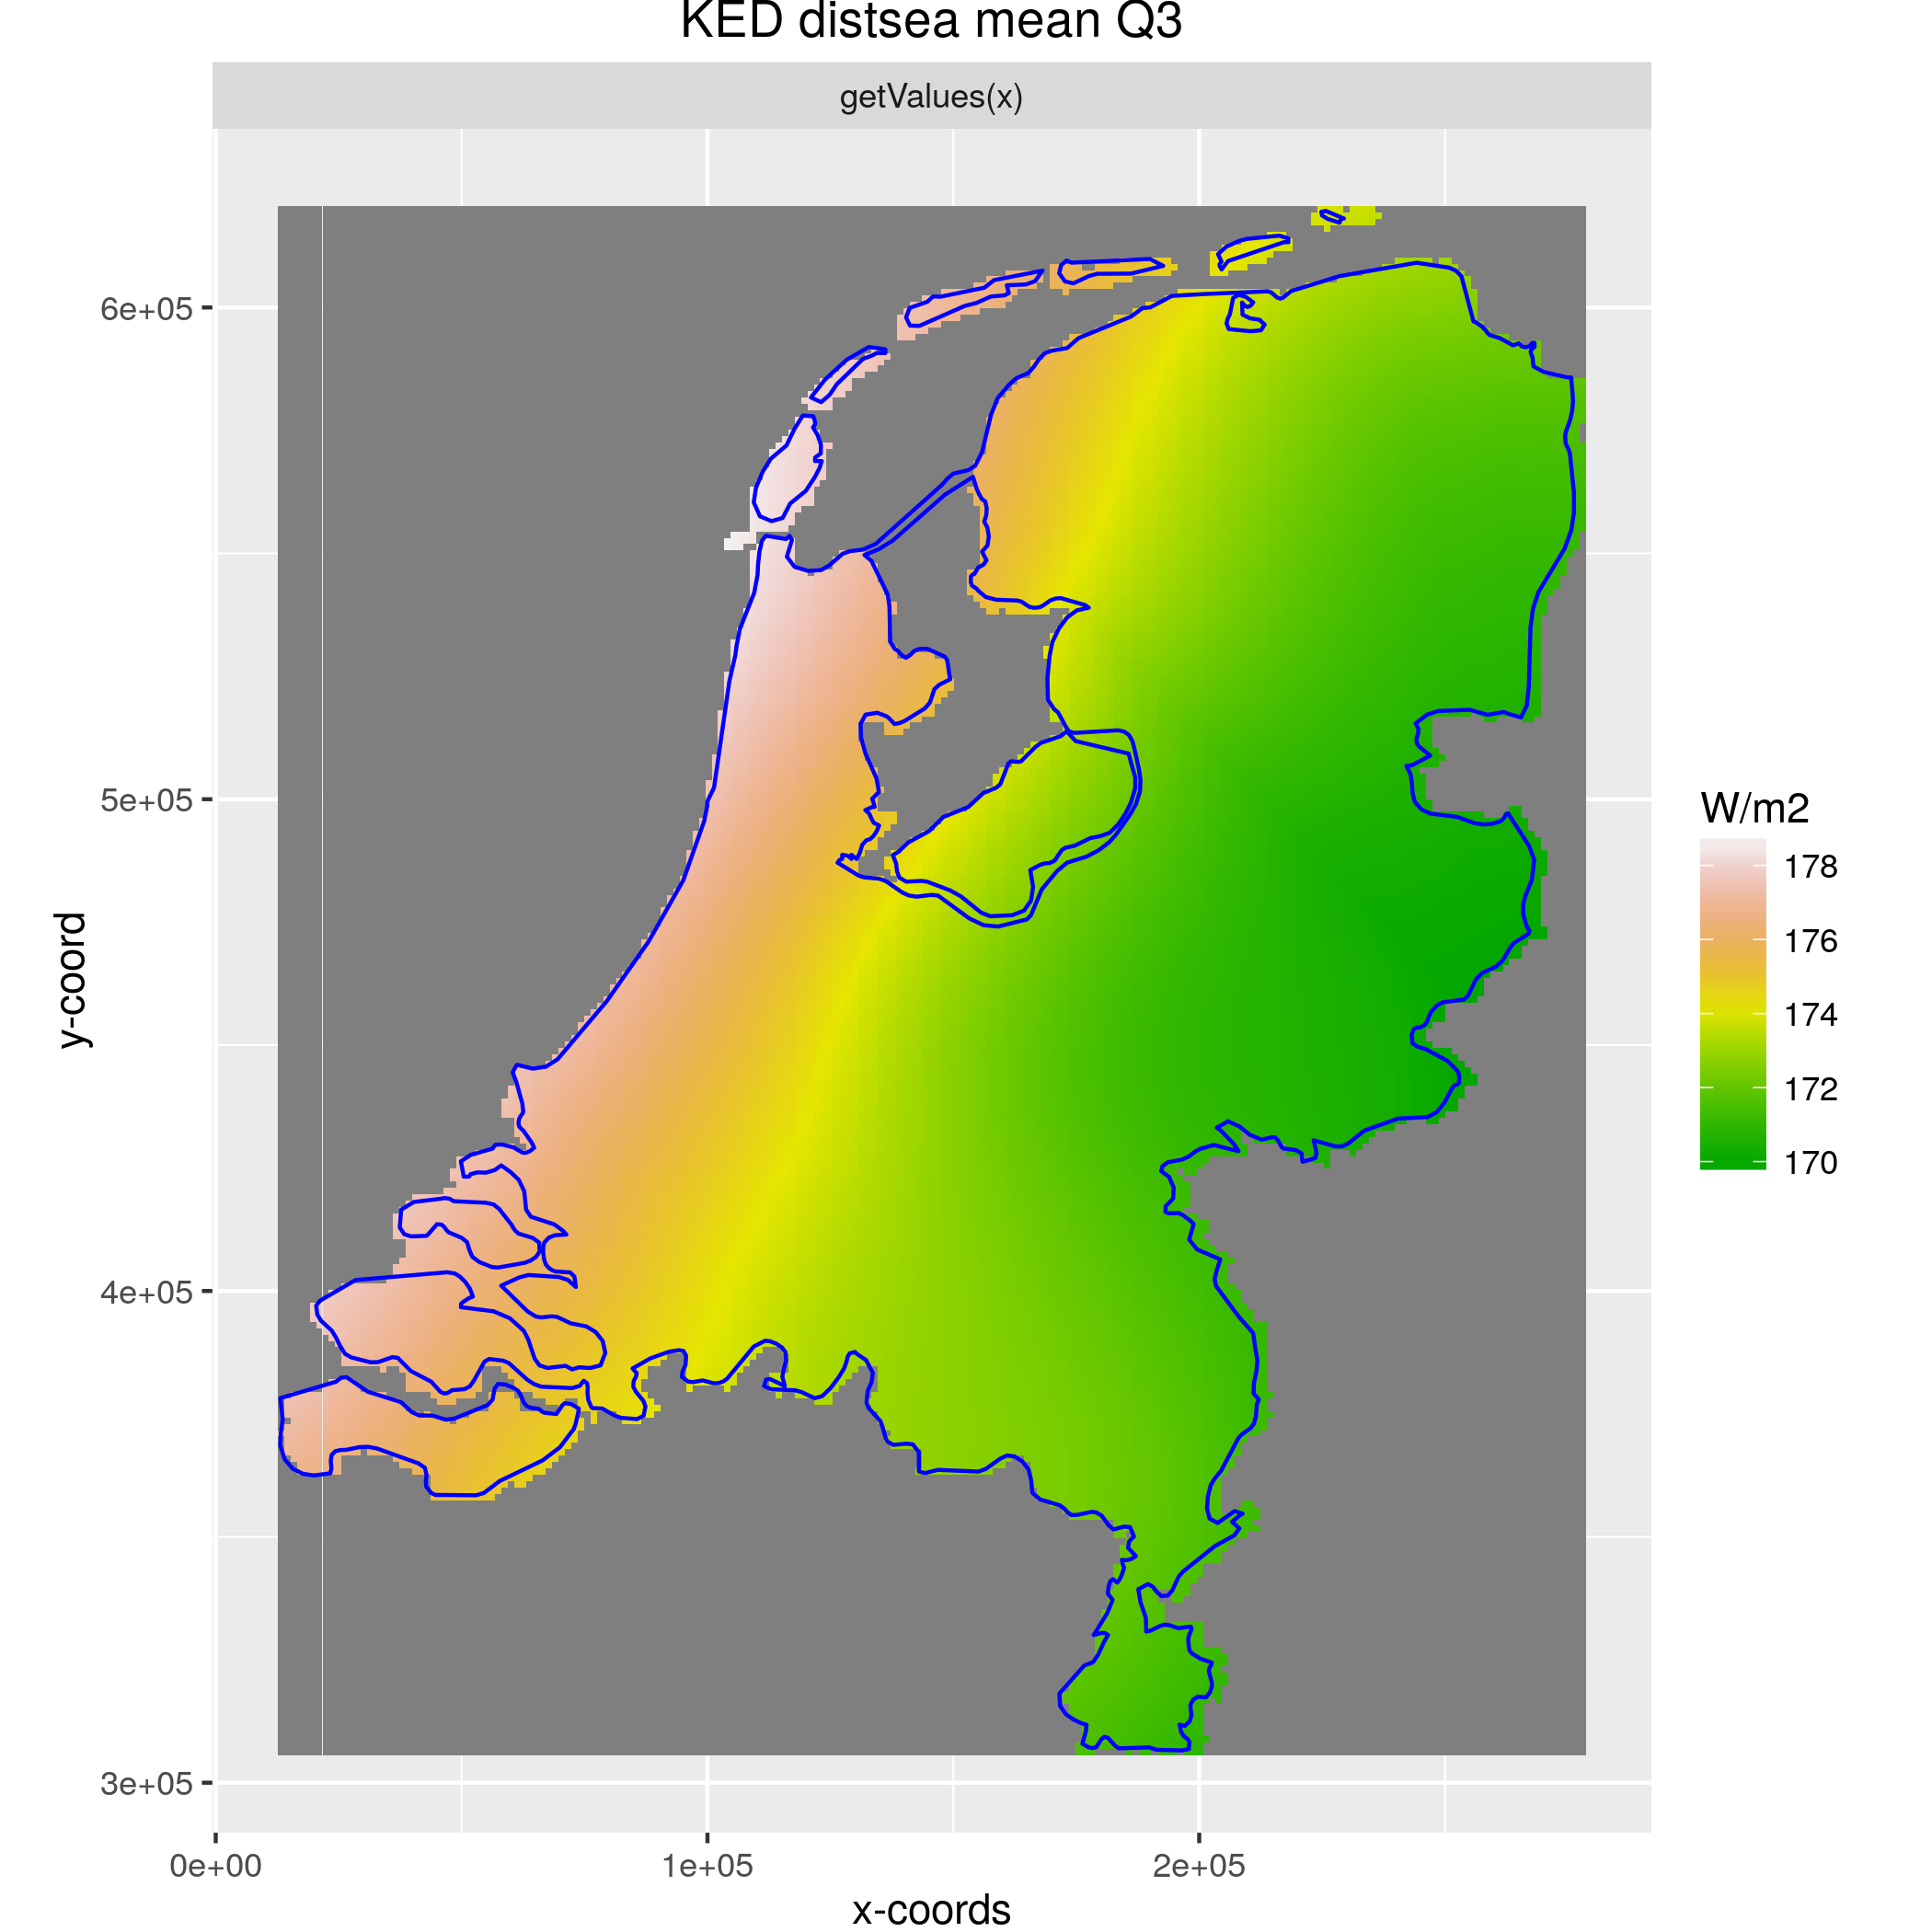 KED distsea mean Q3
getValues(x)
y-coord
6e+05
5e+05
4e+05
3e+05
0e+00
1e+05
2e+05
x-coords
W/m2
178
176
174
172
170